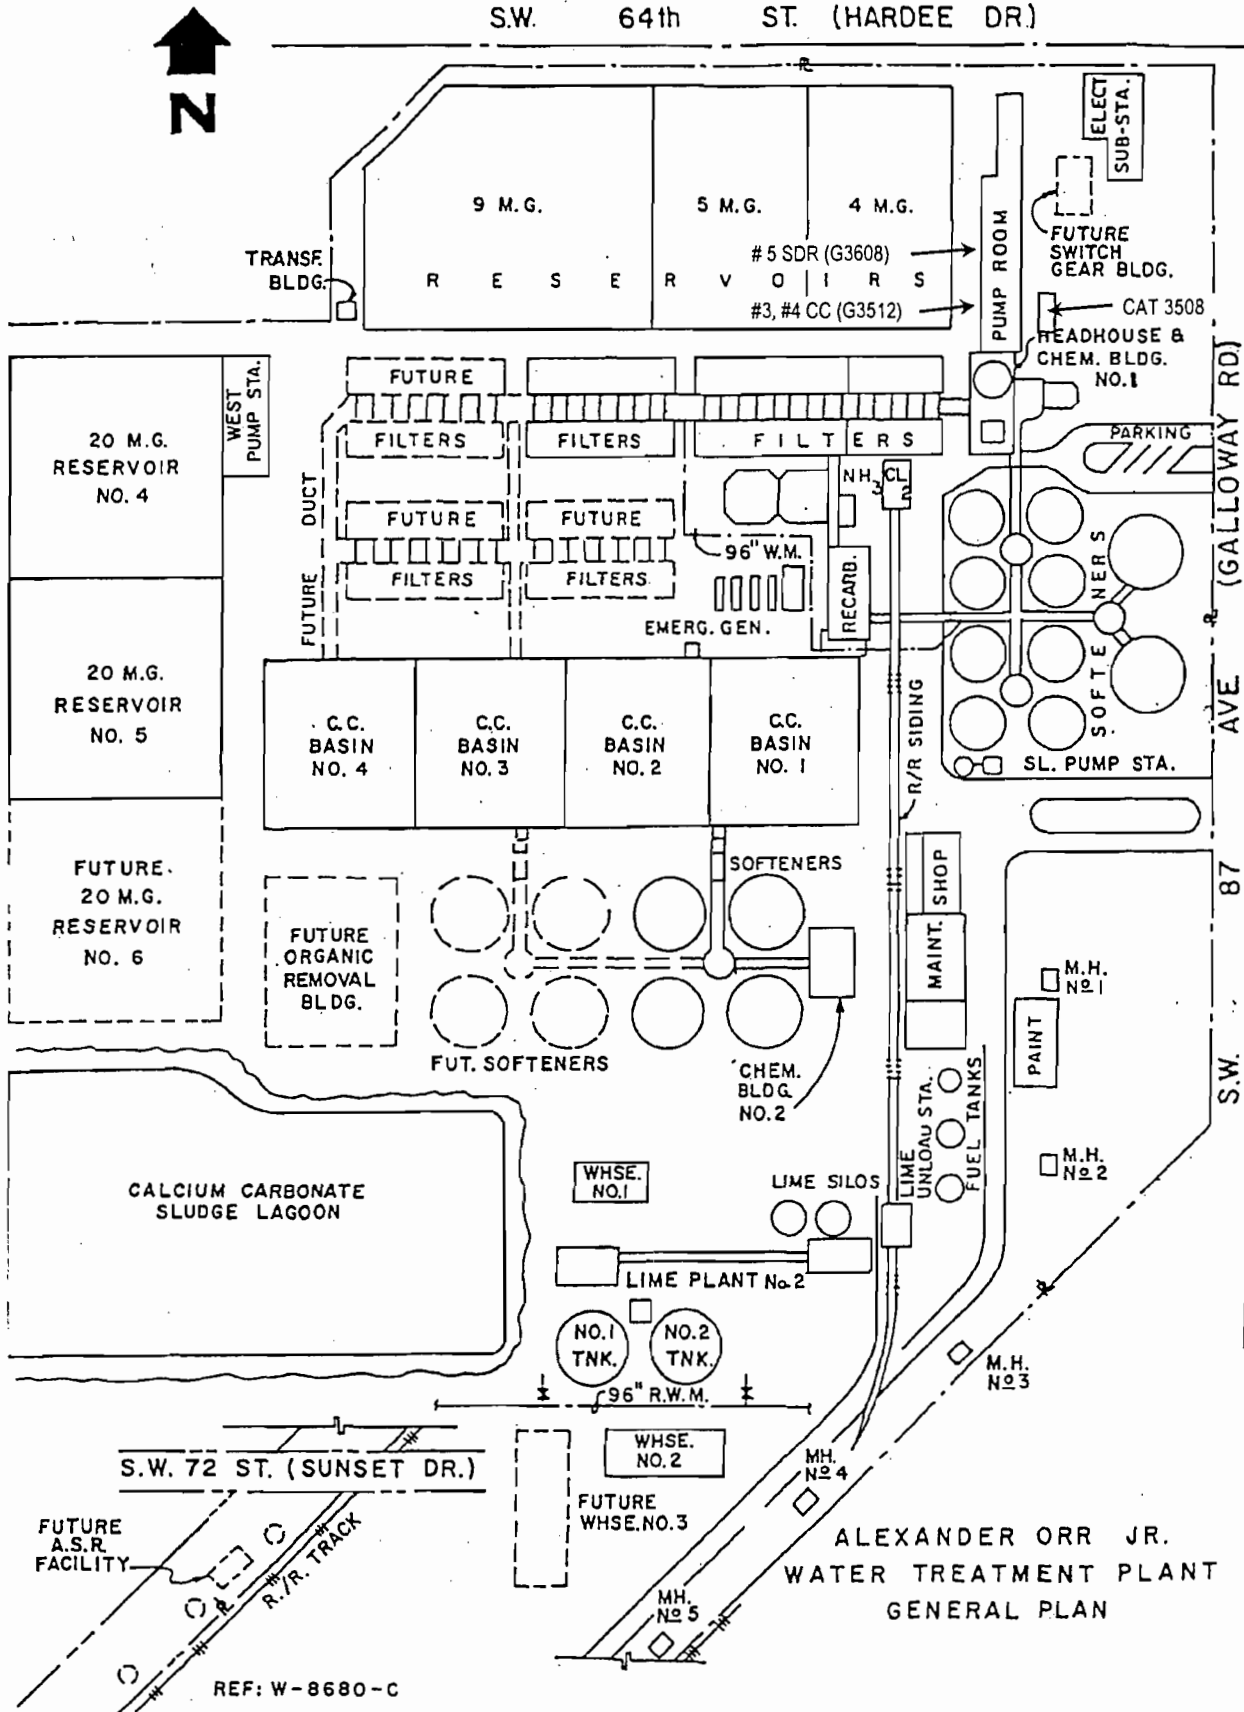 S.W. 64th ST. (HARDEE DR.)
N
ELECT
SUB-STA.
9 M.G.
5 M.G.
4 M.G.
RESERVOIRS
#5 SDR (G3608)
#3, #4 CC (G3512)
PUMP ROOM
FUTURE
SWITCH
GEAR BLDG.
CAT 3508
HEADHOUSE &
CHEM. BLDG.
NO.1
TRANSF.
BLDG.
WEST
PUMP STA.
20 M.G.
RESERVOIR
NO. 4
FUTURE
FILTERS
FILTERS
FILTERS
PARKING
S.W. 87 AVE (GALLOWAY RD.)
FUTURE DUCT
FUTURE
FUTURE
FILTERS
FILTERS
NH3
CL2
96" W.M.
RECARB.
EMERG. GEN.
SOFTENERS
20 M.G.
RESERVOIR
NO. 5
C.C.
BASIN
NO. 4
C.C.
BASIN
NO. 3
C.C.
BASIN
NO. 2
C.C.
BASIN
NO. 1
R/R SIDING
SL. PUMP STA.
FUTURE
20 M.G.
RESERVOIR
NO. 6
FUTURE
ORGANIC
REMOVAL
BLDG.
SOFTENERS
FUT. SOFTENERS
CHEM.
BLDG.
NO.2
SHOP
MAINT.
M.H.
No 1
PAINT
M.H.
No 2
LIME
UNLOAD STA.
FUEL TANKS
CALCIUM CARBONATE
SLUDGE LAGOON
WHSE.
NO.1
LIME SILOS
LIME PLANT No 2
NO.1
TNK.
NO.2
TNK.
96" R.W.M.
M.H.
No 3
WHSE.
NO.2
FUTURE
WHSE.NO.3
MH.
No 4
MH.
No 5
S.W. 72 ST. (SUNSET DR.)
FUTURE
A.S.R.
FACILITY
R./R. TRACK
REF: W-8680-C
ALEXANDER ORR JR.
WATER TREATMENT PLANT
GENERAL PLAN